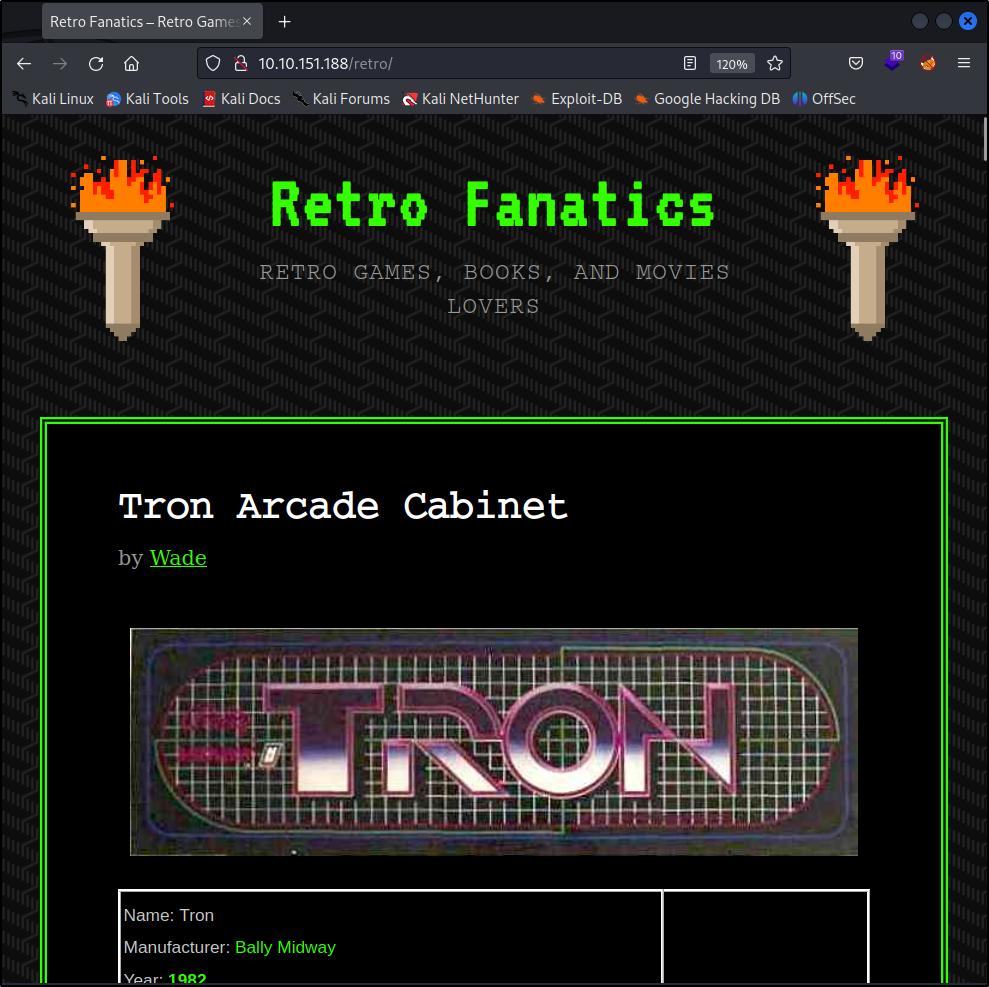 Retro Fanatics – Retro Games
10.10.151.188/retro/
120%
10
Kali Linux
Kali Tools
Kali Docs
Kali Forums
Kali NetHunter
Exploit-DB
Google Hacking DB
OffSec
Retro Fanatics
RETRO GAMES, BOOKS, AND MOVIES
LOVERS
Tron Arcade Cabinet
by Wade
TRON
Name: Tron
Manufacturer: Bally Midway
Year: 1982